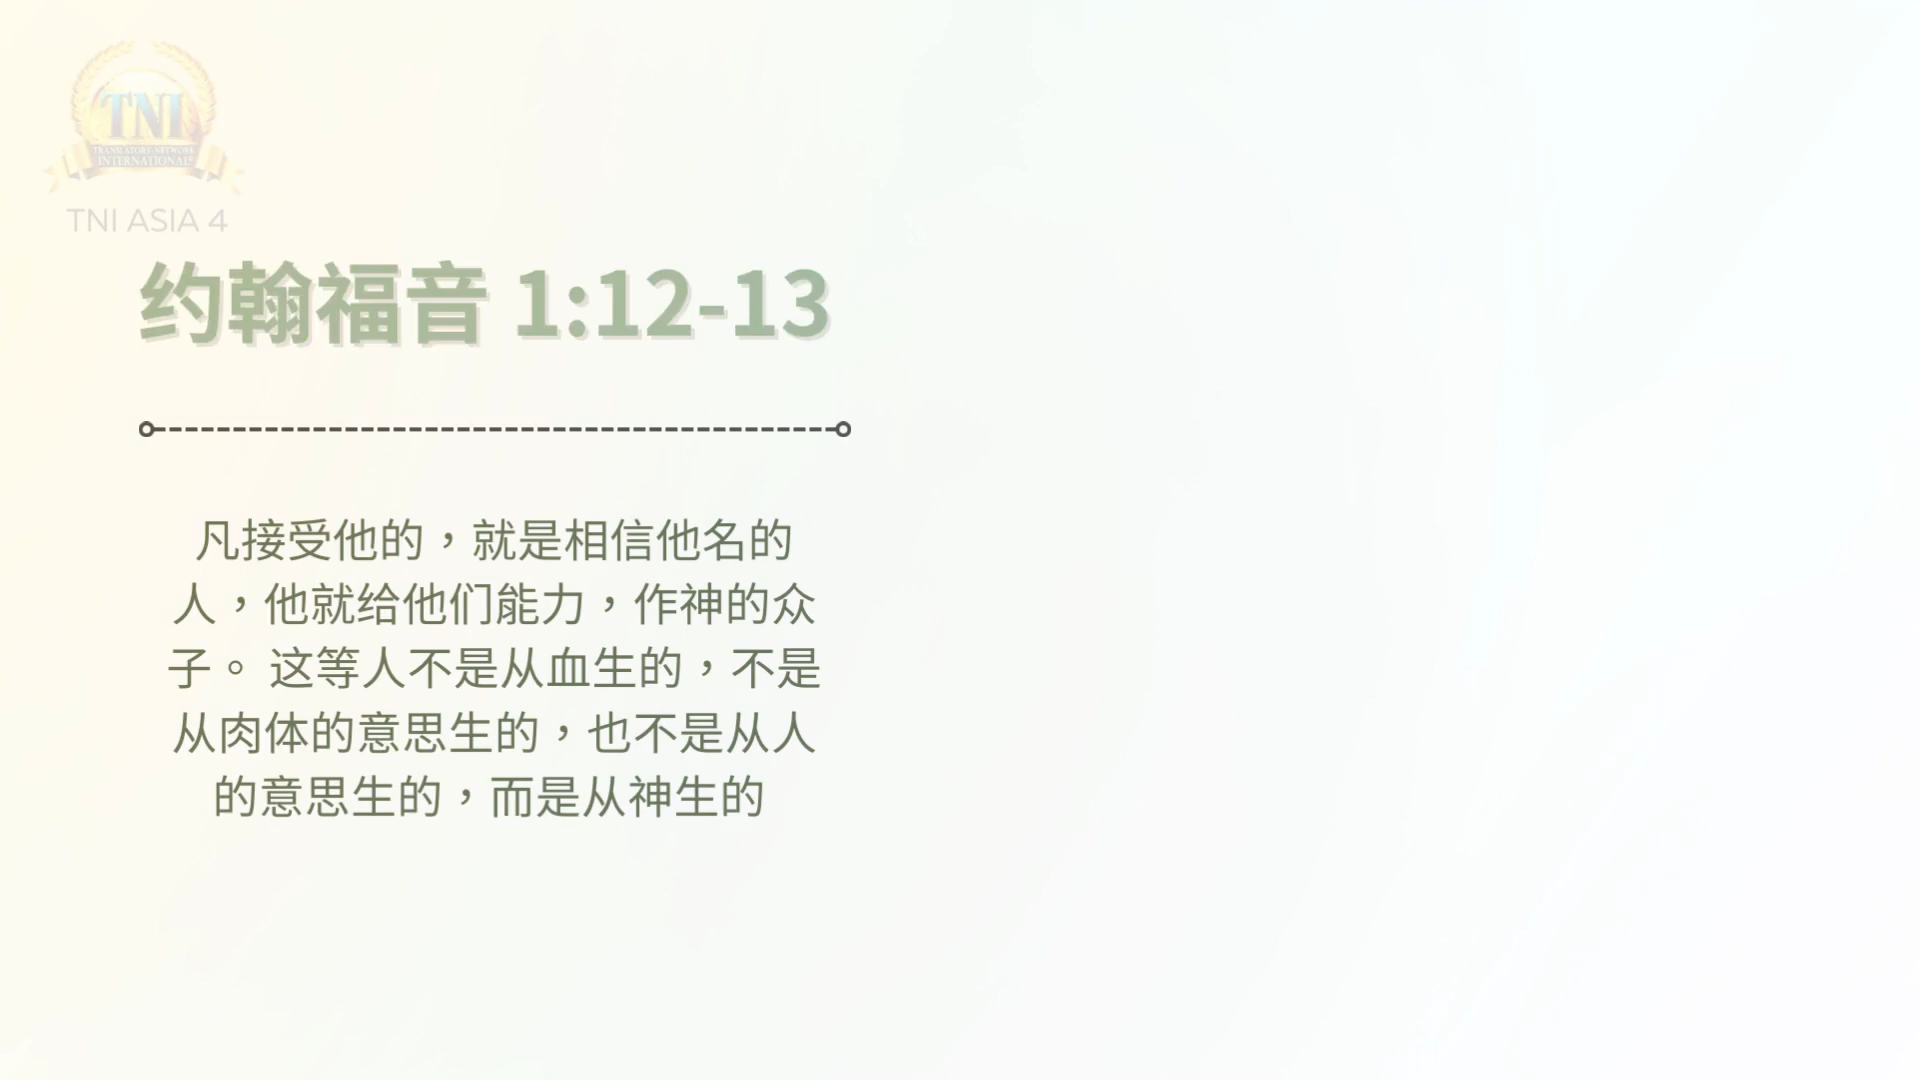 TNI
TRANSLATORS NETWORK
INTERNATIONAL
TNI ASIA 4
约翰福音 1:12-13
凡接受他的，就是相信他名的
人，他就给他们能力，作神的众
子。 这等人不是从血生的，不是
从肉体的意思生的，也不是从人
的意思生的，而是从神生的